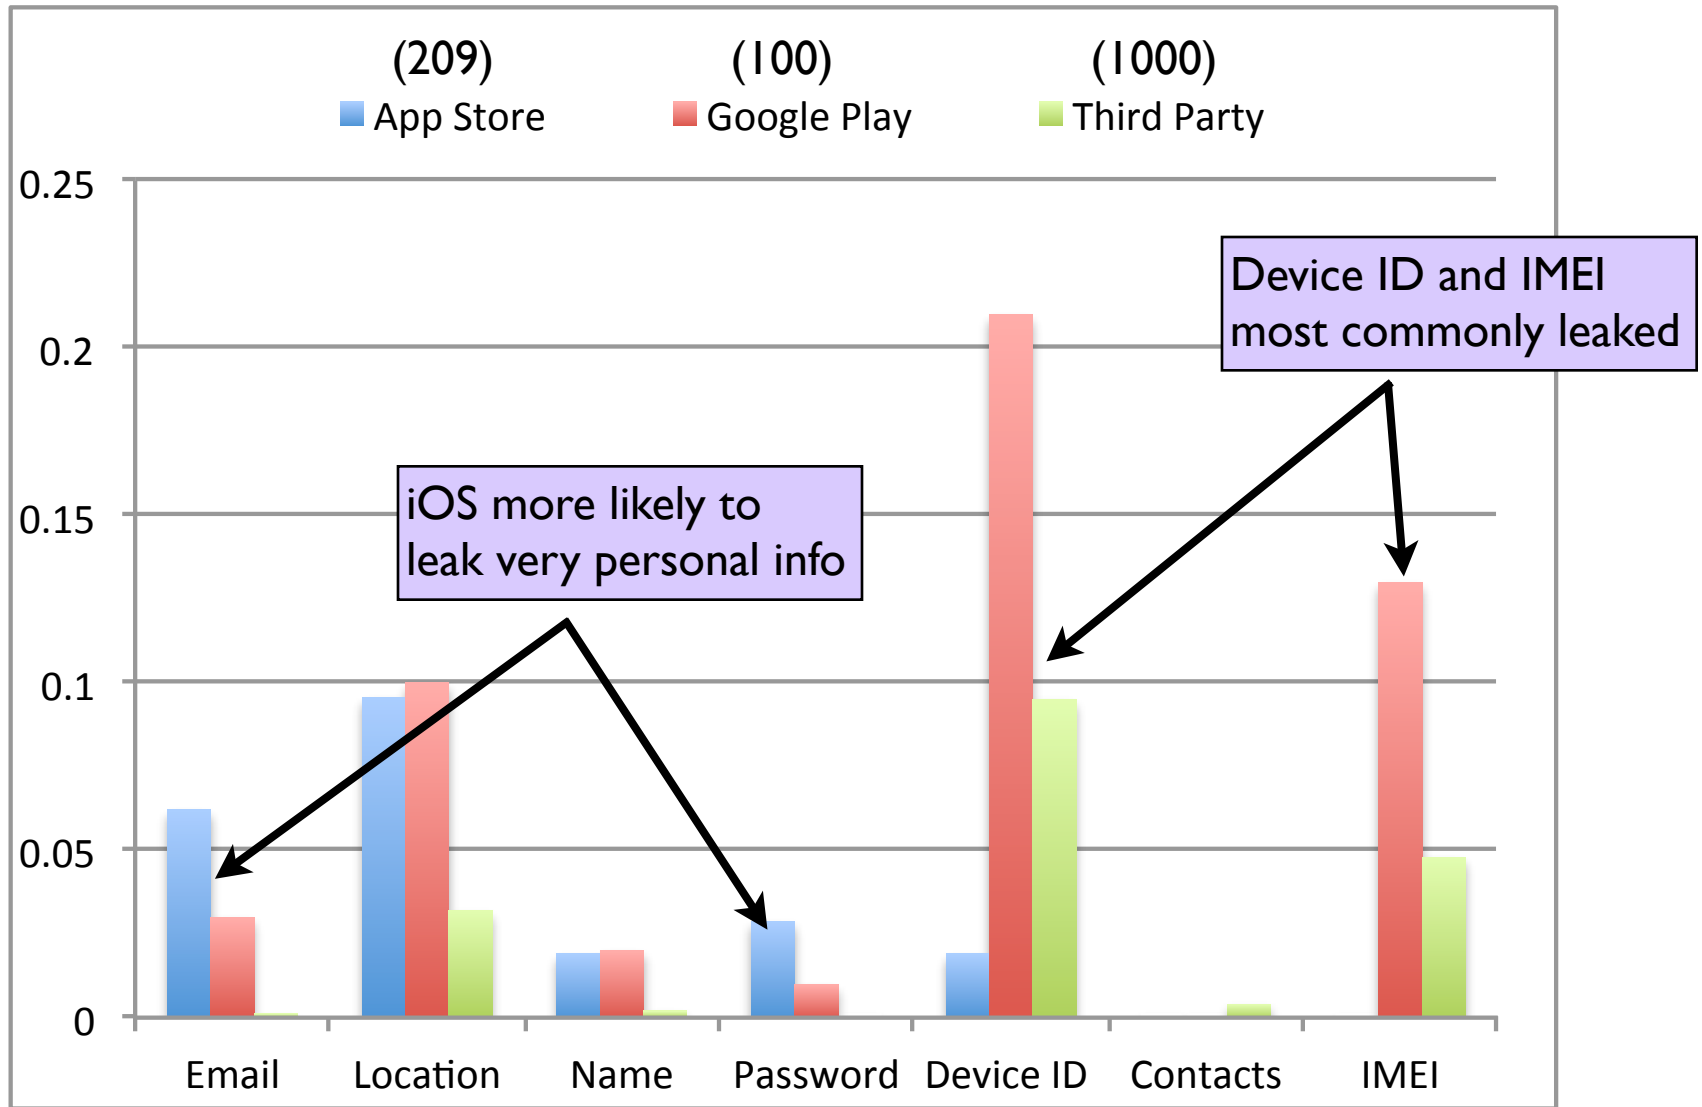 (209) (100) (1000)
App Store Google Play Third Party
0.25
0.2
0.15
0.1
0.05
0
Device ID and IMEI
most commonly leaked
iOS more likely to
leak very personal info
Email Location Name Password Device ID Contacts IMEI